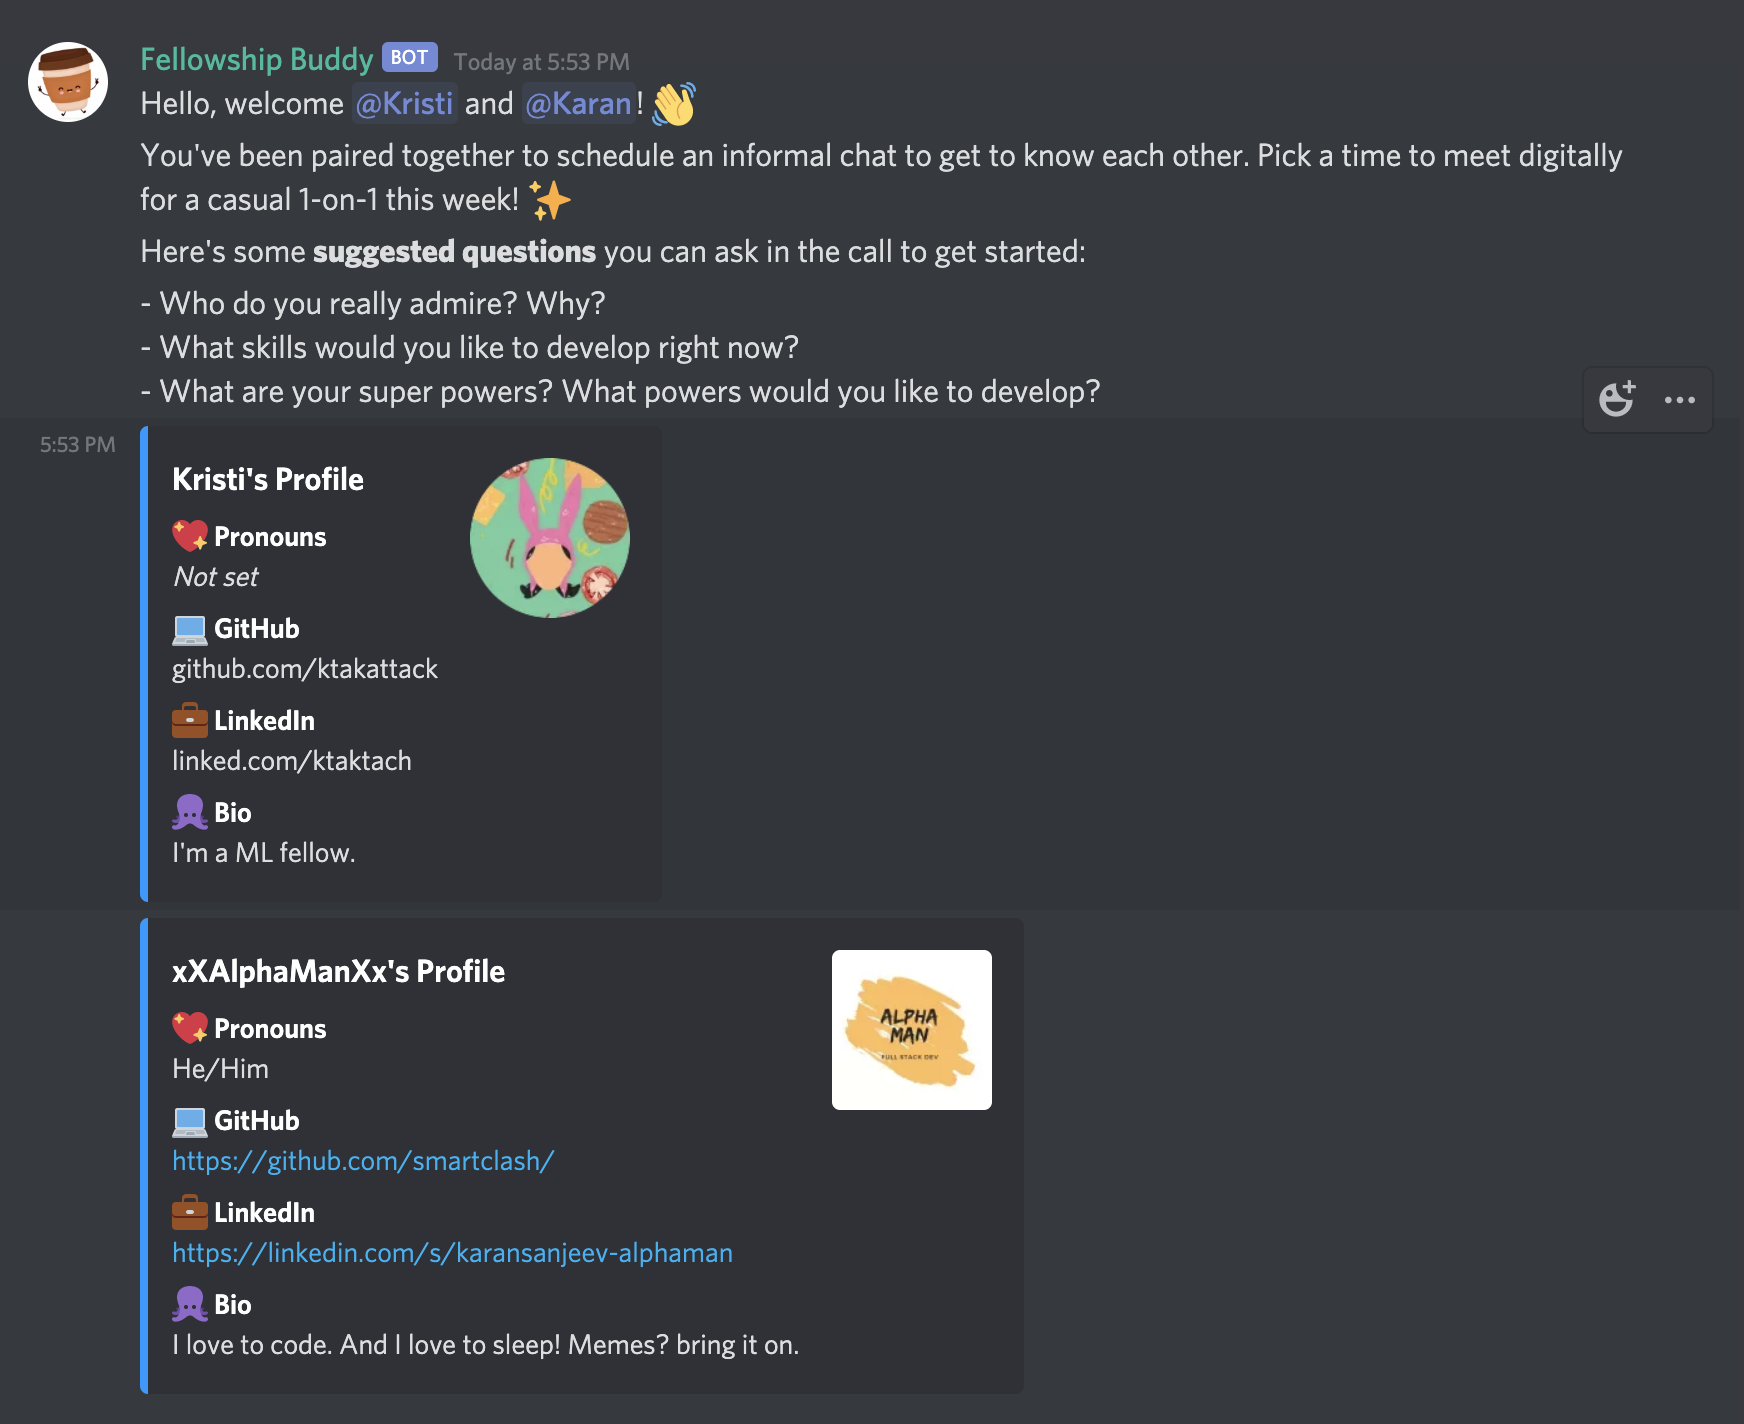 Fellowship Buddy BOT Today at 5:53 PM
Hello, welcome @Kristi and @Karan! 👋
You've been paired together to schedule an informal chat to get to know each other. Pick a time to meet digitally
for a casual 1-on-1 this week! ✨
Here's some suggested questions you can ask in the call to get started:
- Who do you really admire? Why?
- What skills would you like to develop right now?
- What are your super powers? What powers would you like to develop?
5:53 PM
Kristi's Profile
💖 Pronouns
Not set
💻 GitHub
github.com/ktakattack
💼 LinkedIn
linked.com/ktaktach
🐙 Bio
I'm a ML fellow.
xXAlphaManXx's Profile
ALPHA
MAN
FULL STACK DEV
💖 Pronouns
He/Him
💻 GitHub
https://github.com/smartclash/
💼 LinkedIn
https://linkedin.com/s/karansanjeev-alphaman
🐙 Bio
I love to code. And I love to sleep! Memes? bring it on.